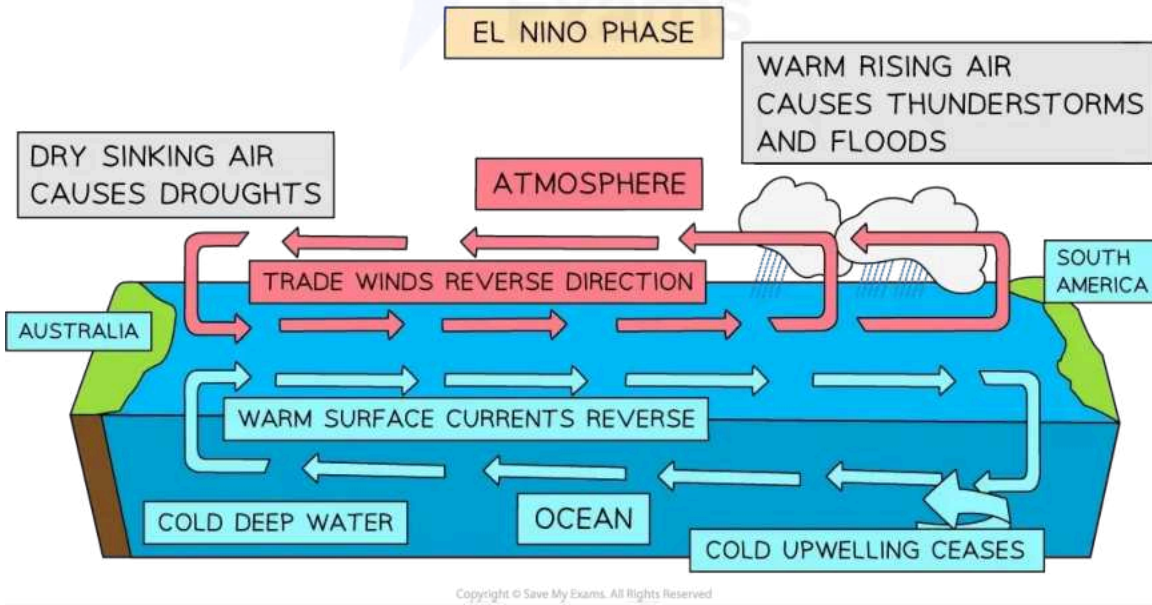 Exams
EL NINO PHASE
WARM RISING AIR
CAUSES THUNDERSTORMS
AND FLOODS
DRY SINKING AIR
CAUSES DROUGHTS
ATMOSPHERE
TRADE WINDS REVERSE DIRECTION
SOUTH
AMERICA
AUSTRALIA
WARM SURFACE CURRENTS REVERSE
COLD DEEP WATER
OCEAN
COLD UPWELLING CEASES
Copyright © Save My Exams. All Rights Reserved